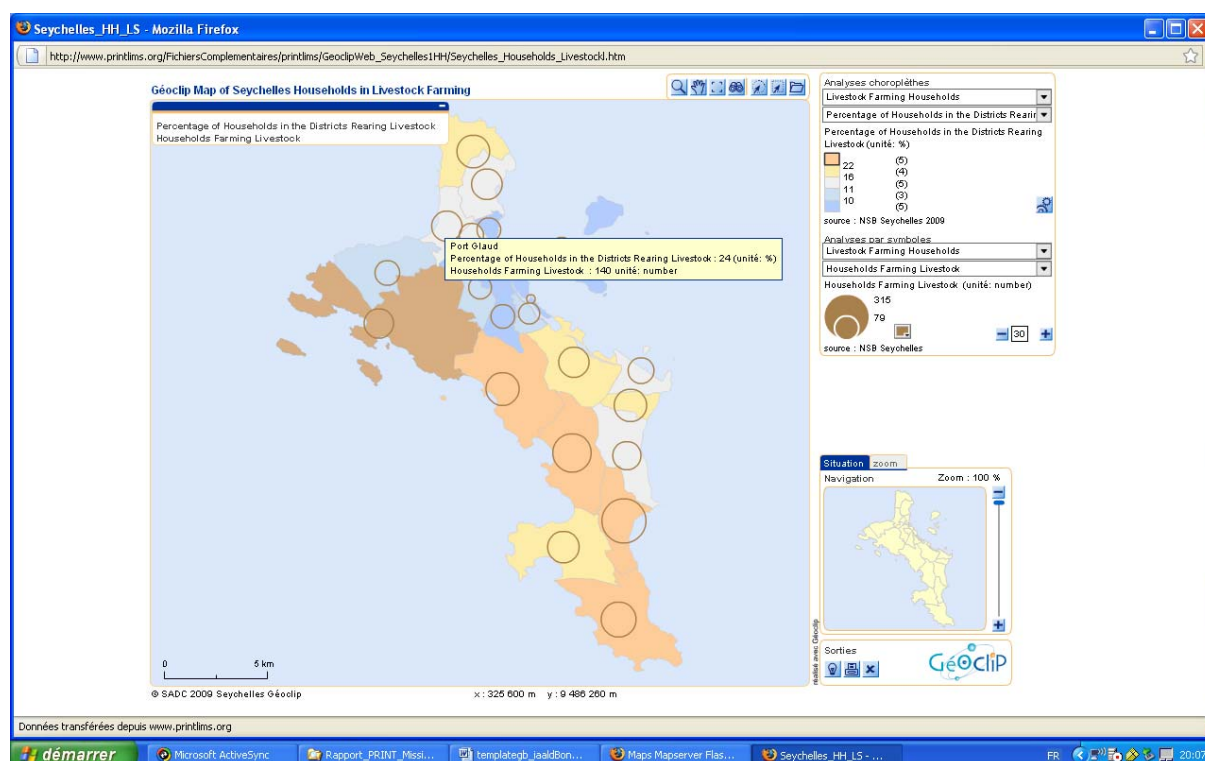 Seychelles_HH_LS - Mozilla Firefox
http://www.printlims.org/FichiersComplementaires/printlims/GeoclipWeb_Seychelles1HH/Seychelles_Households_Livestockl.htm
Géoclip Map of Seychelles Households in Livestock Farming
Percentage of Households in the Districts Rearing Livestock
Households Farming Livestock
Port Glaud
Percentage of Households in the Districts Rearing Livestock : 24 (unité: %)
Households Farming Livestock : 140 unité: number
0 5 km
© SADC 2009 Seychelles Géoclip
x : 325 600 m y : 9 486 260 m
Analyses choroplèthes
Livestock Farming Households
Percentage of Households in the Districts Rearir
Percentage of Households in the Districts Rearing
Livestock (unité: %)
(5)
22
(4)
16
(5)
11
(3)
10
(5)
source : NSB Seychelles 2009
Analyses par symboles
Livestock Farming Households
Households Farming Livestock
Households Farming Livestock (unité: number)
315
79
30
source : NSB Seychelles
Situation zoom
Navigation Zoom : 100 %
réalisé avec Géoclip
Sorties
GéOcliP
Données transférées depuis www.printlims.org
démarrer
Microsoft ActiveSync
Rapport_PRINT_Missi...
templategb_iaaldBon...
Maps Mapserver Flas...
Seychelles_HH_LS - ...
FR
20:07